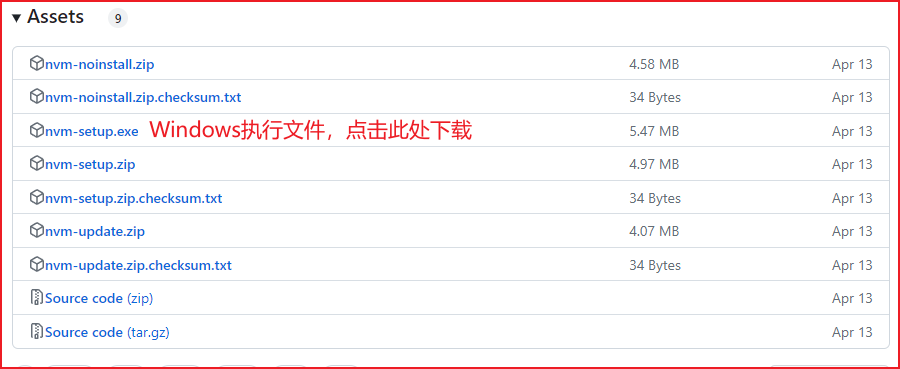 Assets 9
nvm-noinstall.zip 4.58 MB Apr 13
nvm-noinstall.zip.checksum.txt 34 Bytes Apr 13
nvm-setup.exe Windows执行文件，点击此处下载 5.47 MB Apr 13
nvm-setup.zip 4.97 MB Apr 13
nvm-setup.zip.checksum.txt 34 Bytes Apr 13
nvm-update.zip 4.07 MB Apr 13
nvm-update.zip.checksum.txt 34 Bytes Apr 13
Source code (zip) Apr 13
Source code (tar.gz) Apr 13